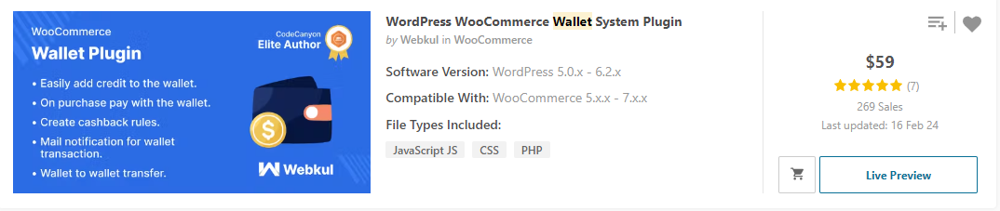 WooCommerce
Wallet Plugin
CodeCanyon
Elite Author
• Easily add credit to the wallet.
• On purchase pay with the wallet.
• Create cashback rules.
• Mail notification for wallet
transaction.
• Wallet to wallet transfer.
$
Webkul
WordPress WooCommerce Wallet System Plugin
by Webkul in WooCommerce
Software Version: WordPress 5.0.x - 6.2.x
Compatible With: WooCommerce 5.x.x - 7.x.x
File Types Included:
JavaScript JS CSS PHP
$59
(7)
269 Sales
Last updated: 16 Feb 24
Live Preview